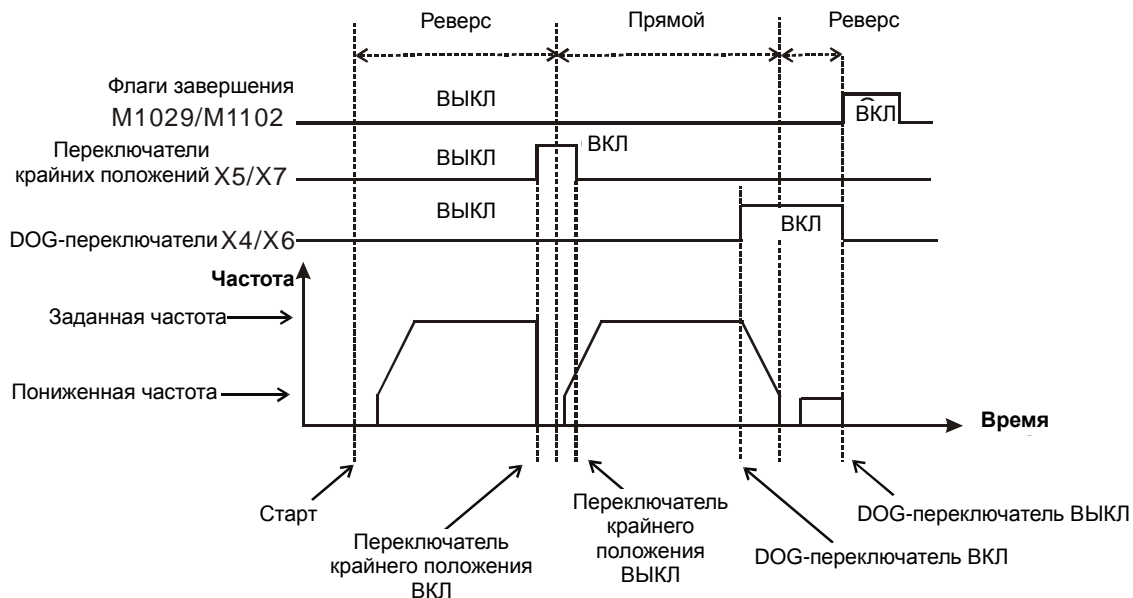 Реверс
Прямой
Реверс
Флаги завершения
M1029/M1102
ВЫКЛ
ВКЛ
Переключатели
крайних положений X5/X7
ВЫКЛ
ВКЛ
DOG-переключатели X4/X6
ВЫКЛ
ВКЛ
Частота
Заданная частота
Пониженная частота
Время
Старт
Переключатель
крайнего положения
ВКЛ
Переключатель
крайнего
положения
ВЫКЛ
DOG-переключатель ВКЛ
DOG-переключатель ВЫКЛ